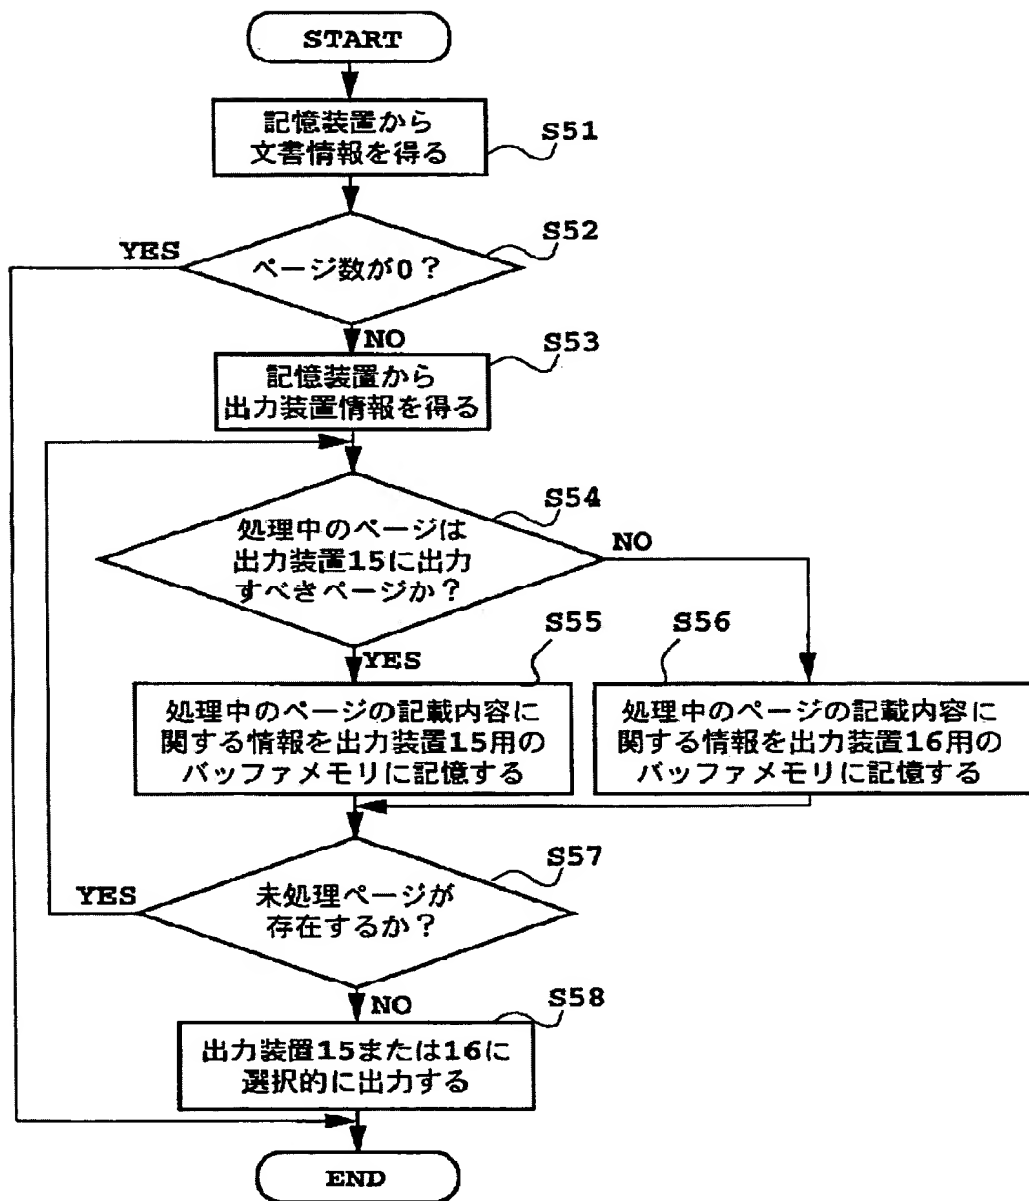 START
記憶装置から
文書情報を得る
S51
ページ数が0？
S52
YES
NO
記憶装置から
出力装置情報を得る
S53
処理中のページは
出力装置15に出力
すべきページか？
S54
NO
YES
S55
処理中のページの記載内容に
関する情報を出力装置15用の
バッファメモリに記憶する
S56
処理中のページの記載内容に
関する情報を出力装置16用の
バッファメモリに記憶する
未処理ページが
存在するか？
S57
YES
NO
出力装置15または16に
選択的に出力する
S58
END